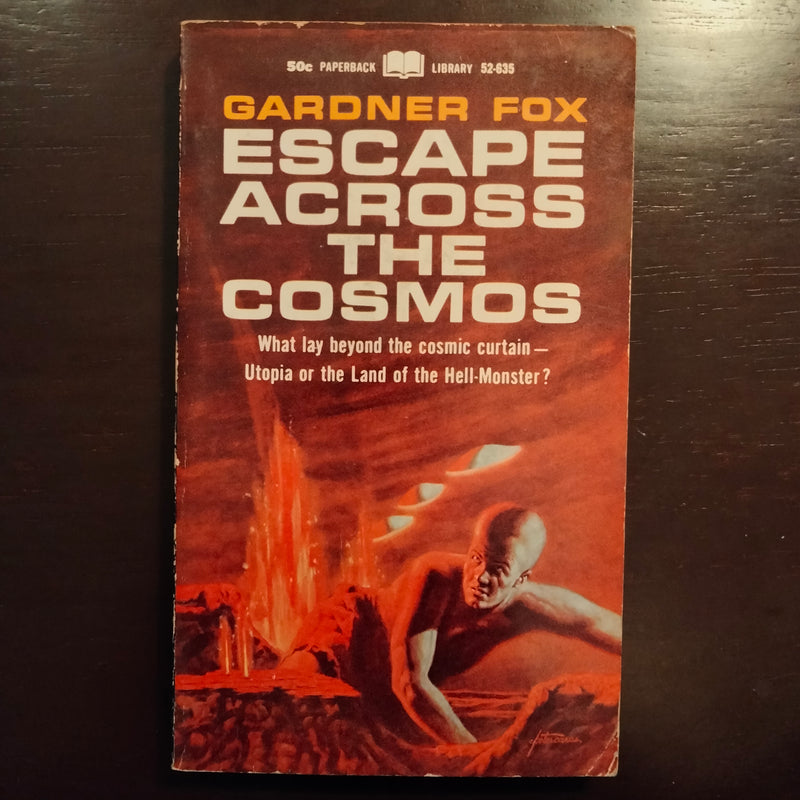 50c PAPERBACK LIBRARY 52-635
GARDNER FOX
ESCAPE
ACROSS
THE
COSMOS
What lay beyond the cosmic curtain—
Utopia or the Land of the Hell-Monster?